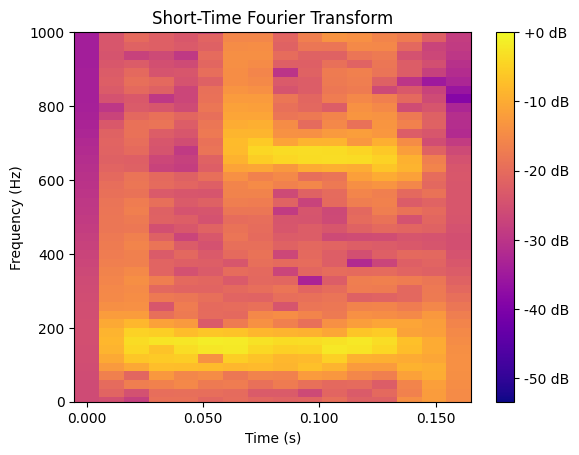 Short-Time Fourier Transform
1000
800
600
400
200
0
Frequency (Hz)
0.000
0.050
0.100
0.150
Time (s)
+0 dB
-10 dB
-20 dB
-30 dB
-40 dB
-50 dB